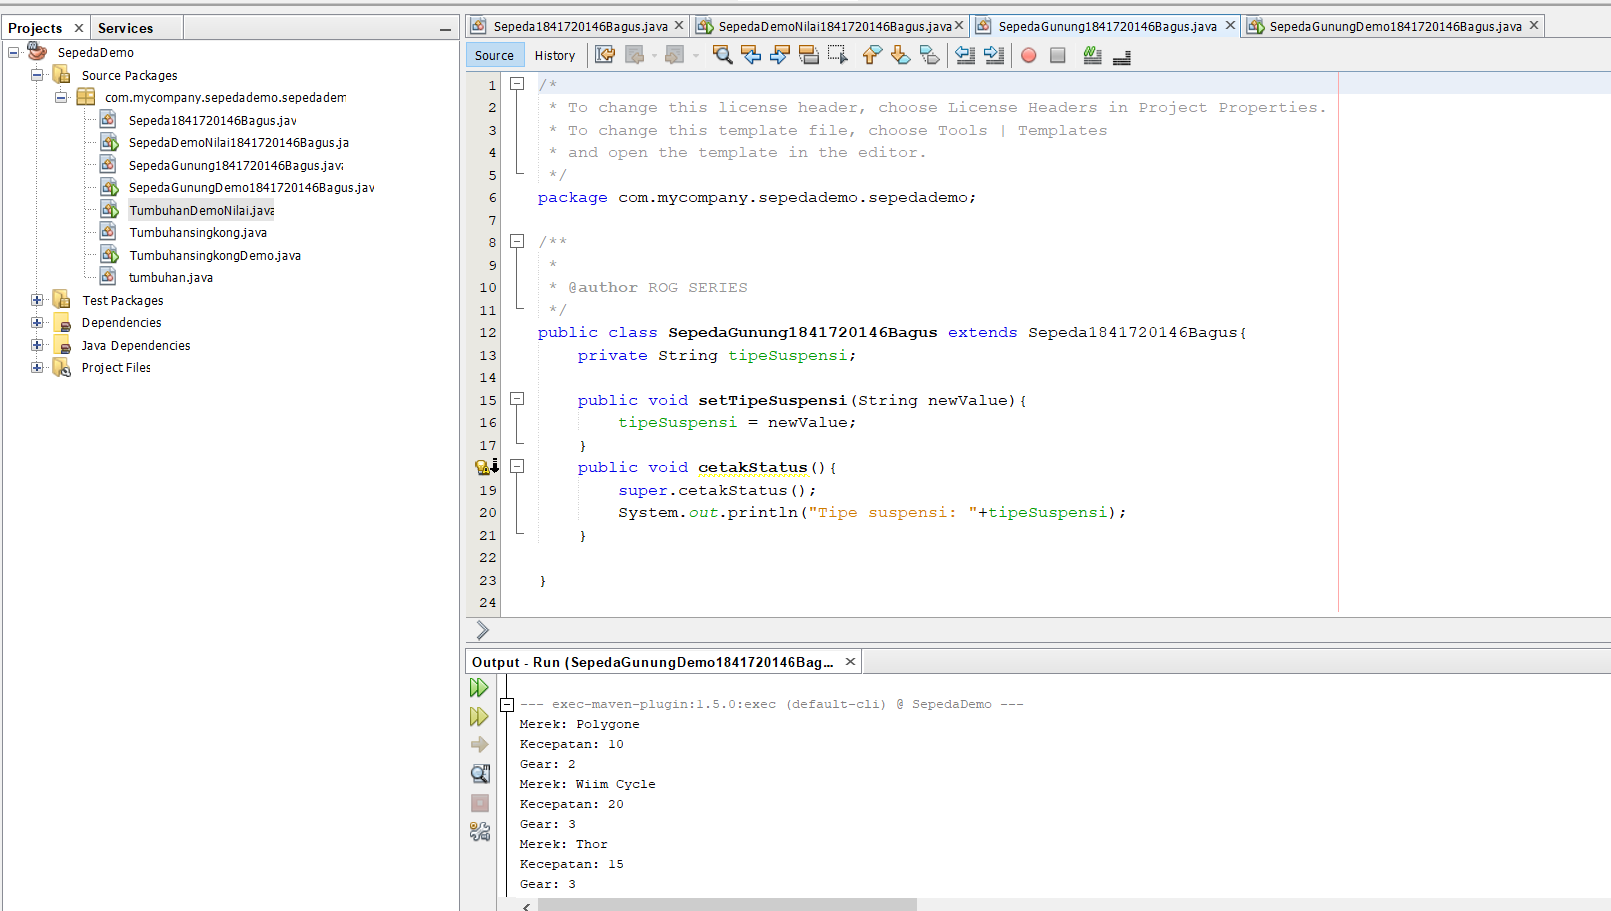 Projects × Services
SepedaDemo
Source Packages
com.mycompany.sepedademo.sepedadem
Sepeda1841720146Bagus.jav
SepedaDemoNilai1841720146Bagus.ja
SepedaGunung1841720146Bagus.java
SepedaGunungDemo1841720146Bagus.jav
TumbuhanDemoNilai.java
Tumbuhansingkong.java
TumbuhansingkongDemo.java
tumbuhan.java
Test Packages
Dependencies
Java Dependencies
Project Files
Sepeda1841720146Bagus.java × SepedaDemoNilai1841720146Bagus.java × SepedaGunung1841720146Bagus.java × SepedaGunungDemo1841720146Bagus.java ×
Source History
1 /*
2  * To change this license header, choose License Headers in Project Properties.
3  * To change this template file, choose Tools | Templates
4  * and open the template in the editor.
5  */
6 package com.mycompany.sepedademo.sepedademo;
7
8 /**
9  *
10  * @author ROG SERIES
11  */
12 public class SepedaGunung1841720146Bagus extends Sepeda1841720146Bagus{
13     private String tipeSuspensi;
14
15     public void setTipeSuspensi(String newValue){
16         tipeSuspensi = newValue;
17     }
    public void cetakStatus(){
19         super.cetakStatus();
20         System.out.println("Tipe suspensi: "+tipeSuspensi);
21     }
22
23 }
24
Output - Run (SepedaGunungDemo1841720146Bag... ×
--- exec-maven-plugin:1.5.0:exec (default-cli) @ SepedaDemo ---
Merek: Polygone
Kecepatan: 10
Gear: 2
Merek: Wiim Cycle
Kecepatan: 20
Gear: 3
Merek: Thor
Kecepatan: 15
Gear: 3